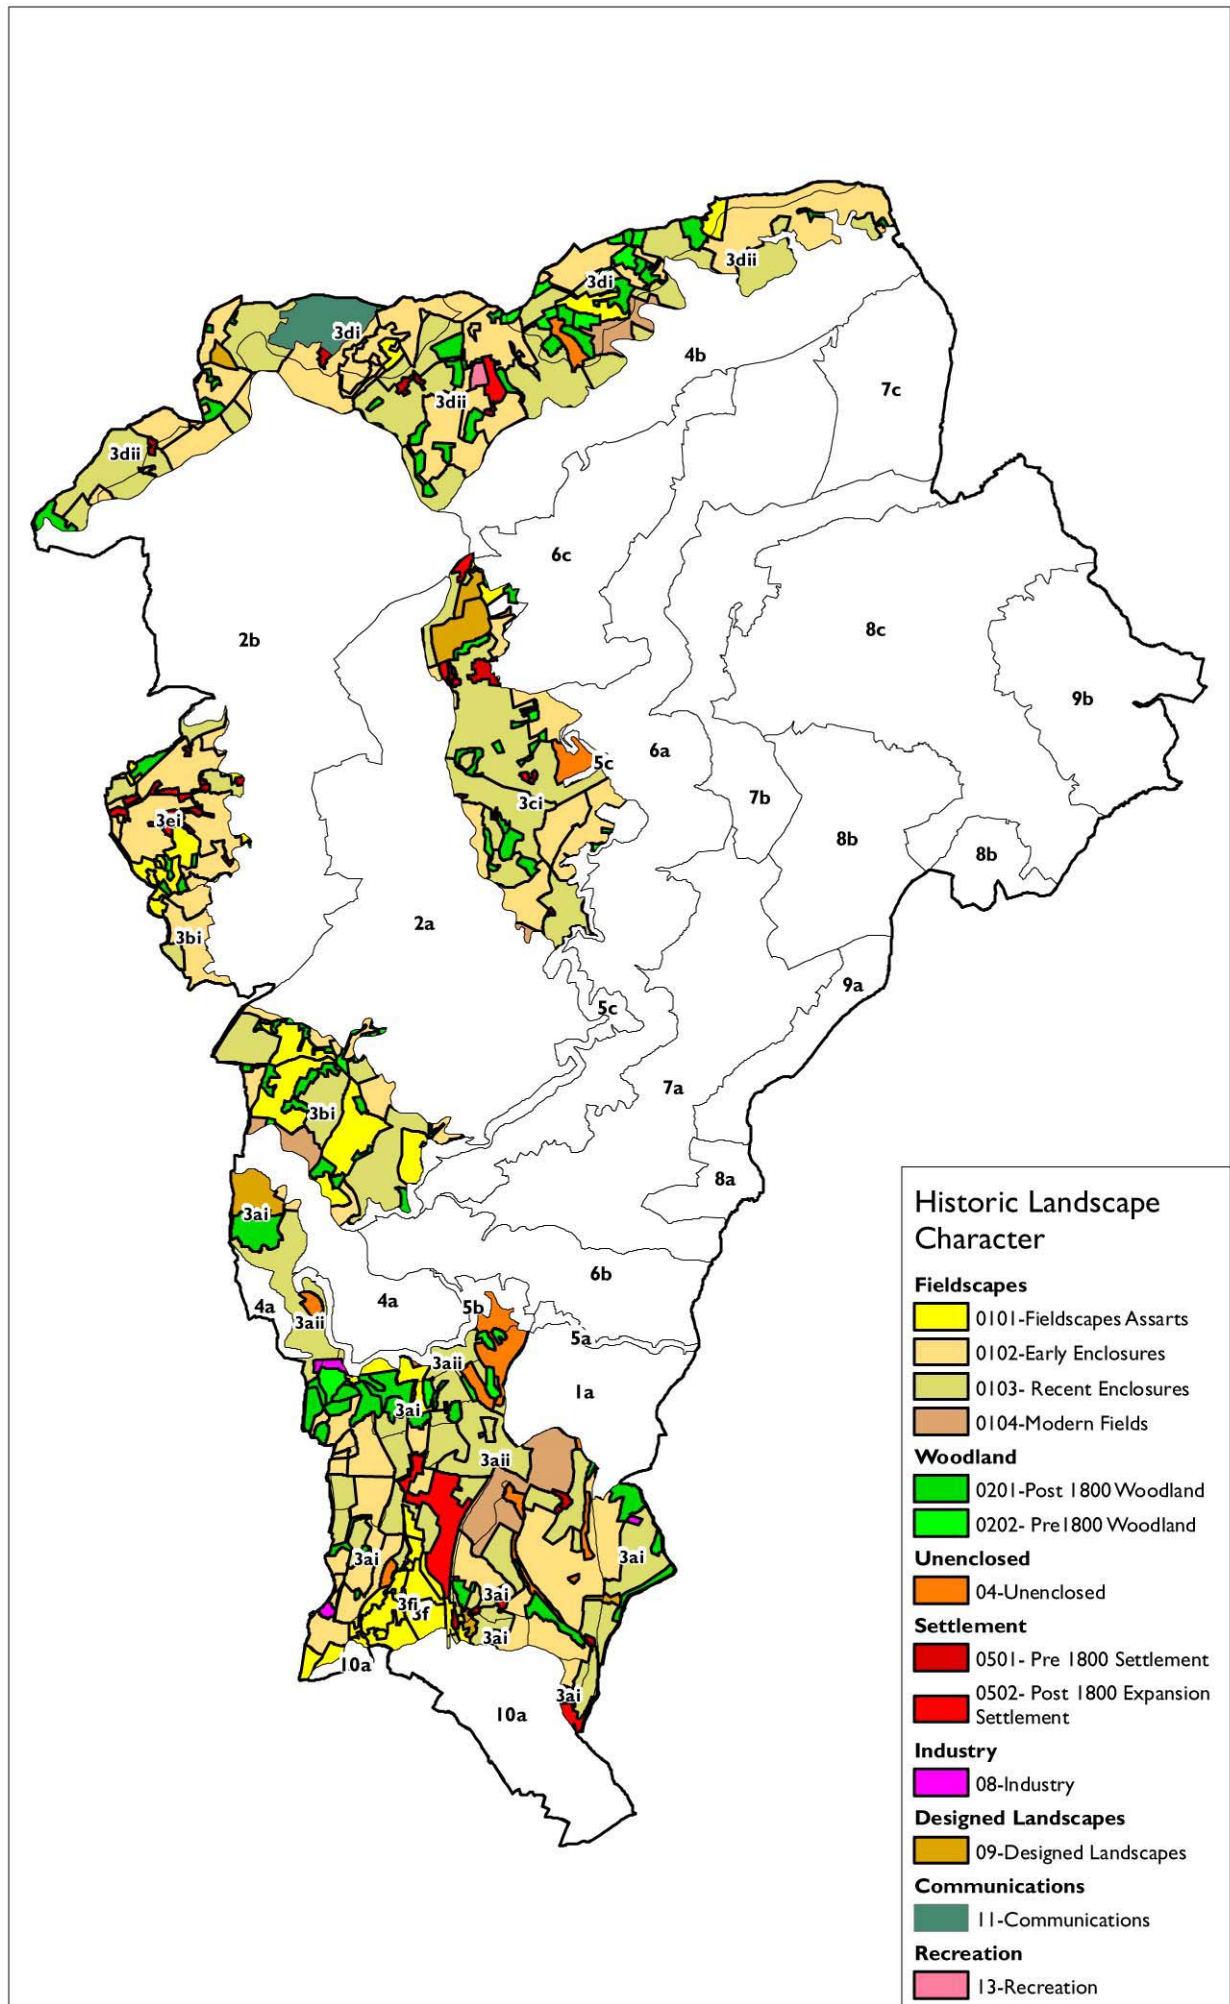 3dii
3di
3di
4b
7c
3dii
3dii
6c
2b
8c
9b
6a
5c
7b
3ci
3ei
8b
8b
2a
3bi
9a
5c
7a
3bi
8a
3ai
6b
4a
4a
5b
3aii
5a
3aii
1a
3ai
3aii
3ai
3ai
3ai
3fi
3f
3ai
10a
3ai
10a
Historic Landscape
Character
Fieldscapes
0101-Fieldscapes Assarts
0102-Early Enclosures
0103- Recent Enclosures
0104-Modern Fields
Woodland
0201-Post 1800 Woodland
0202- Pre1800 Woodland
Unenclosed
04-Unenclosed
Settlement
0501- Pre 1800 Settlement
0502- Post 1800 Expansion
Settlement
Industry
08-Industry
Designed Landscapes
09-Designed Landscapes
Communications
11-Communications
Recreation
13-Recreation